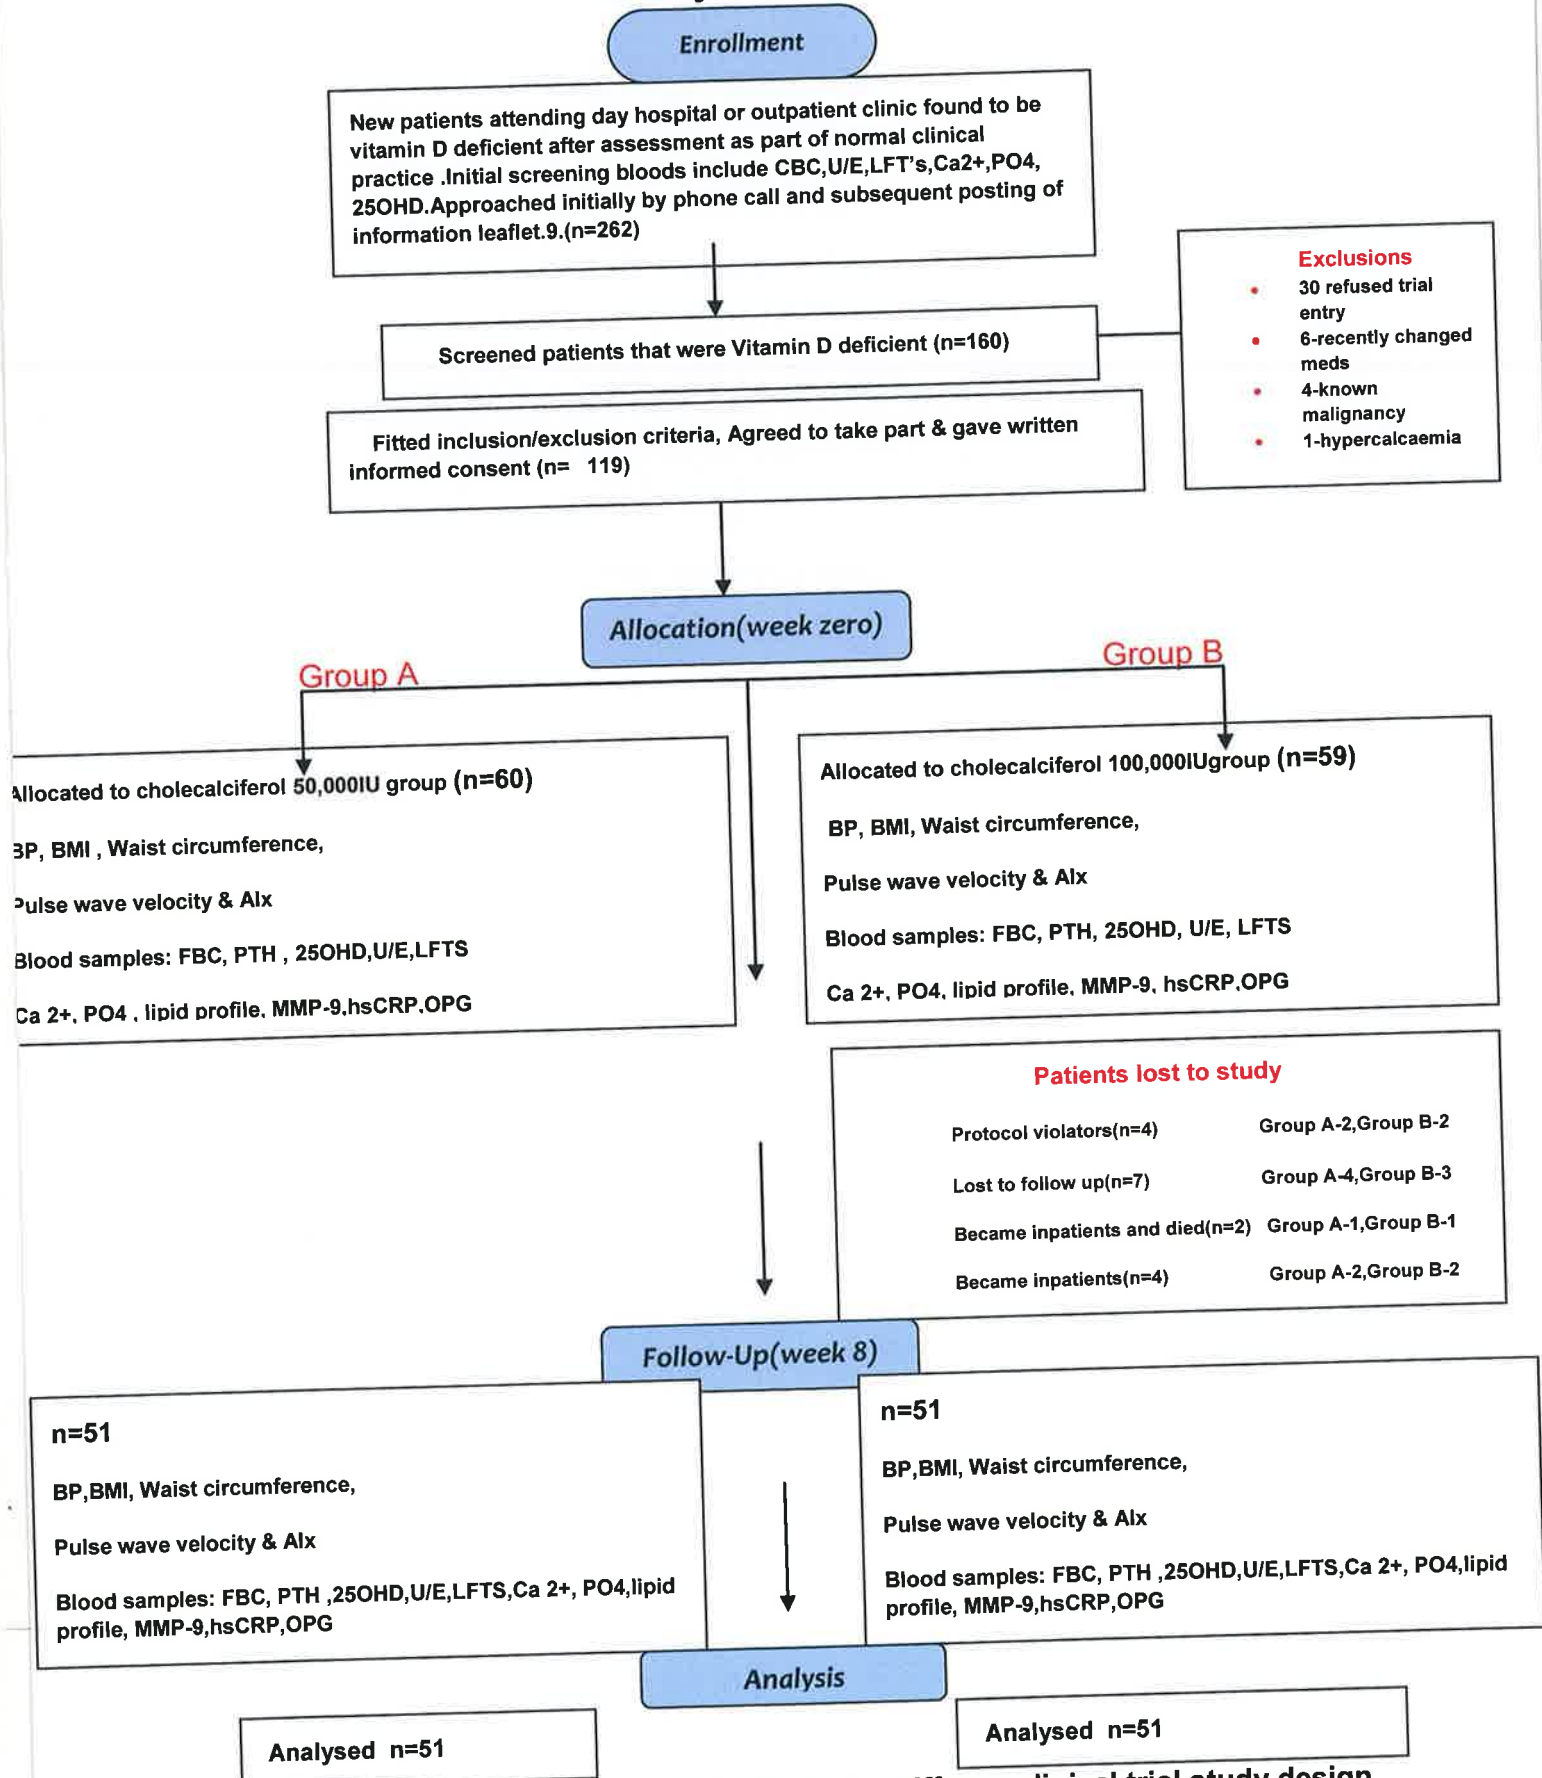 Enrollment
New patients attending day hospital or outpatient clinic found to be
vitamin D deficient after assessment as part of normal clinical
practice .Initial screening bloods include CBC,U/E,LFT's,Ca2+,PO4,
25OHD.Approached initially by phone call and subsequent posting of
information leaflet.9.(n=262)
Exclusions
• 30 refused trial
entry
• 6-recently changed
meds
• 4-known
malignancy
• 1-hypercalcaemia
Screened patients that were Vitamin D deficient (n=160)
Fitted inclusion/exclusion criteria, Agreed to take part & gave written
informed consent (n= 119)
Allocation(week zero)
Group A
Group B
Allocated to cholecalciferol 50,000IU group (n=60)
BP, BMI , Waist circumference,
Pulse wave velocity & AIx
Blood samples: FBC, PTH , 25OHD,U/E,LFTS
Ca 2+, PO4 , lipid profile, MMP-9,hsCRP,OPG
Allocated to cholecalciferol 100,000IUgroup (n=59)
BP, BMI, Waist circumference,
Pulse wave velocity & AIx
Blood samples: FBC, PTH, 25OHD, U/E, LFTS
Ca 2+, PO4, lipid profile, MMP-9, hsCRP,OPG
Patients lost to study
Protocol violators(n=4) Group A-2,Group B-2
Lost to follow up(n=7) Group A-4,Group B-3
Became inpatients and died(n=2) Group A-1,Group B-1
Became inpatients(n=4) Group A-2,Group B-2
Follow-Up(week 8)
n=51
BP,BMI, Waist circumference,
Pulse wave velocity & AIx
Blood samples: FBC, PTH ,25OHD,U/E,LFTS,Ca 2+, PO4,lipid
profile, MMP-9,hsCRP,OPG
n=51
BP,BMI, Waist circumference,
Pulse wave velocity & AIx
Blood samples: FBC, PTH ,25OHD,U/E,LFTS,Ca 2+, PO4,lipid
profile, MMP-9,hsCRP,OPG
Analysis
Analysed n=51
Analysed n=51
clinical trial study design